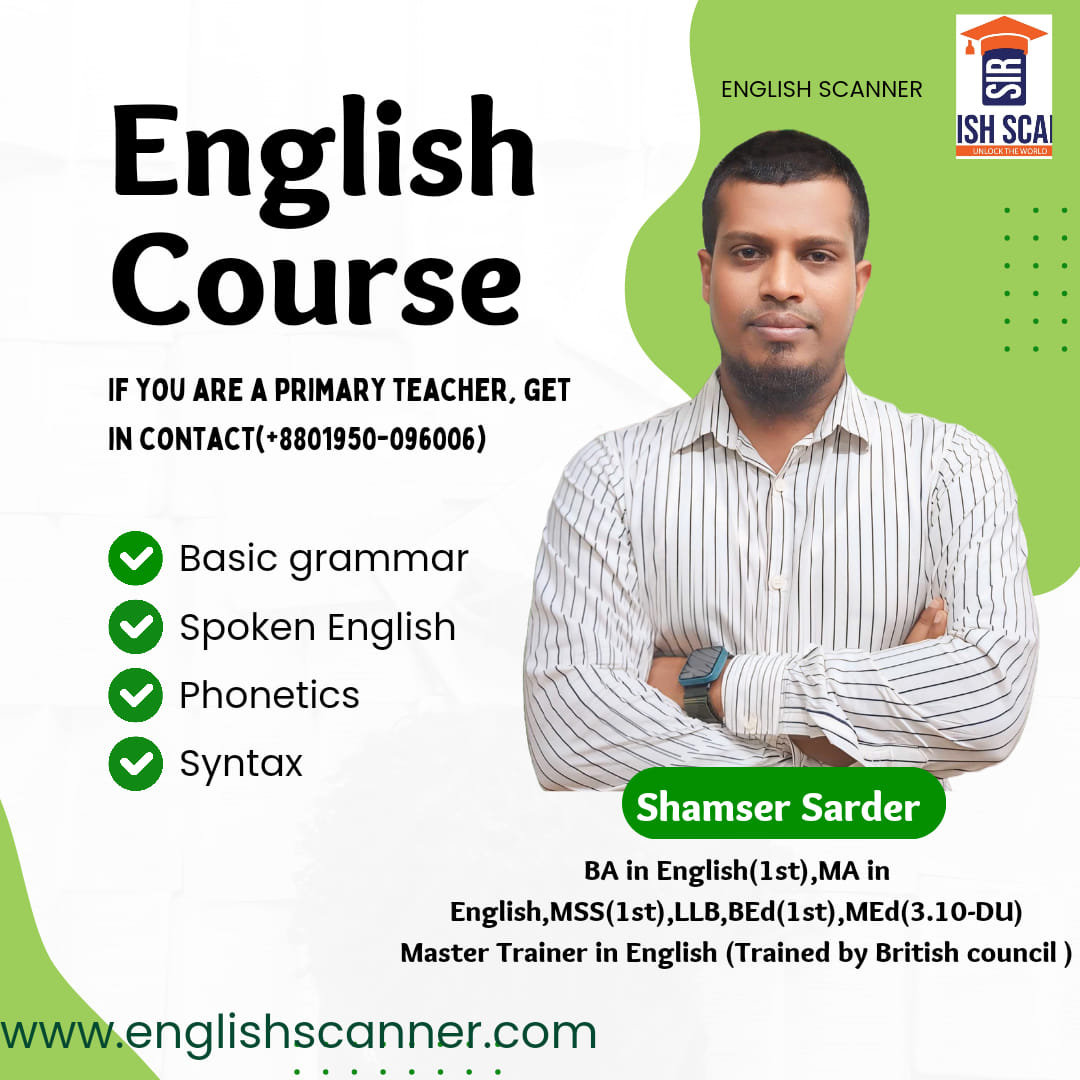 ENGLISH SCANNER
SIR
ISH SCAI
UNLOCK THE WORLD
English
Course
IF YOU ARE A PRIMARY TEACHER, GET
IN CONTACT(+8801950-096006)
Basic grammar
Spoken English
Phonetics
Syntax
Shamser Sarder
BA in English(1st),MA in
English,MSS(1st),LLB,BEd(1st),MEd(3.10-DU)
Master Trainer in English (Trained by British council )
www.englishscanner.com